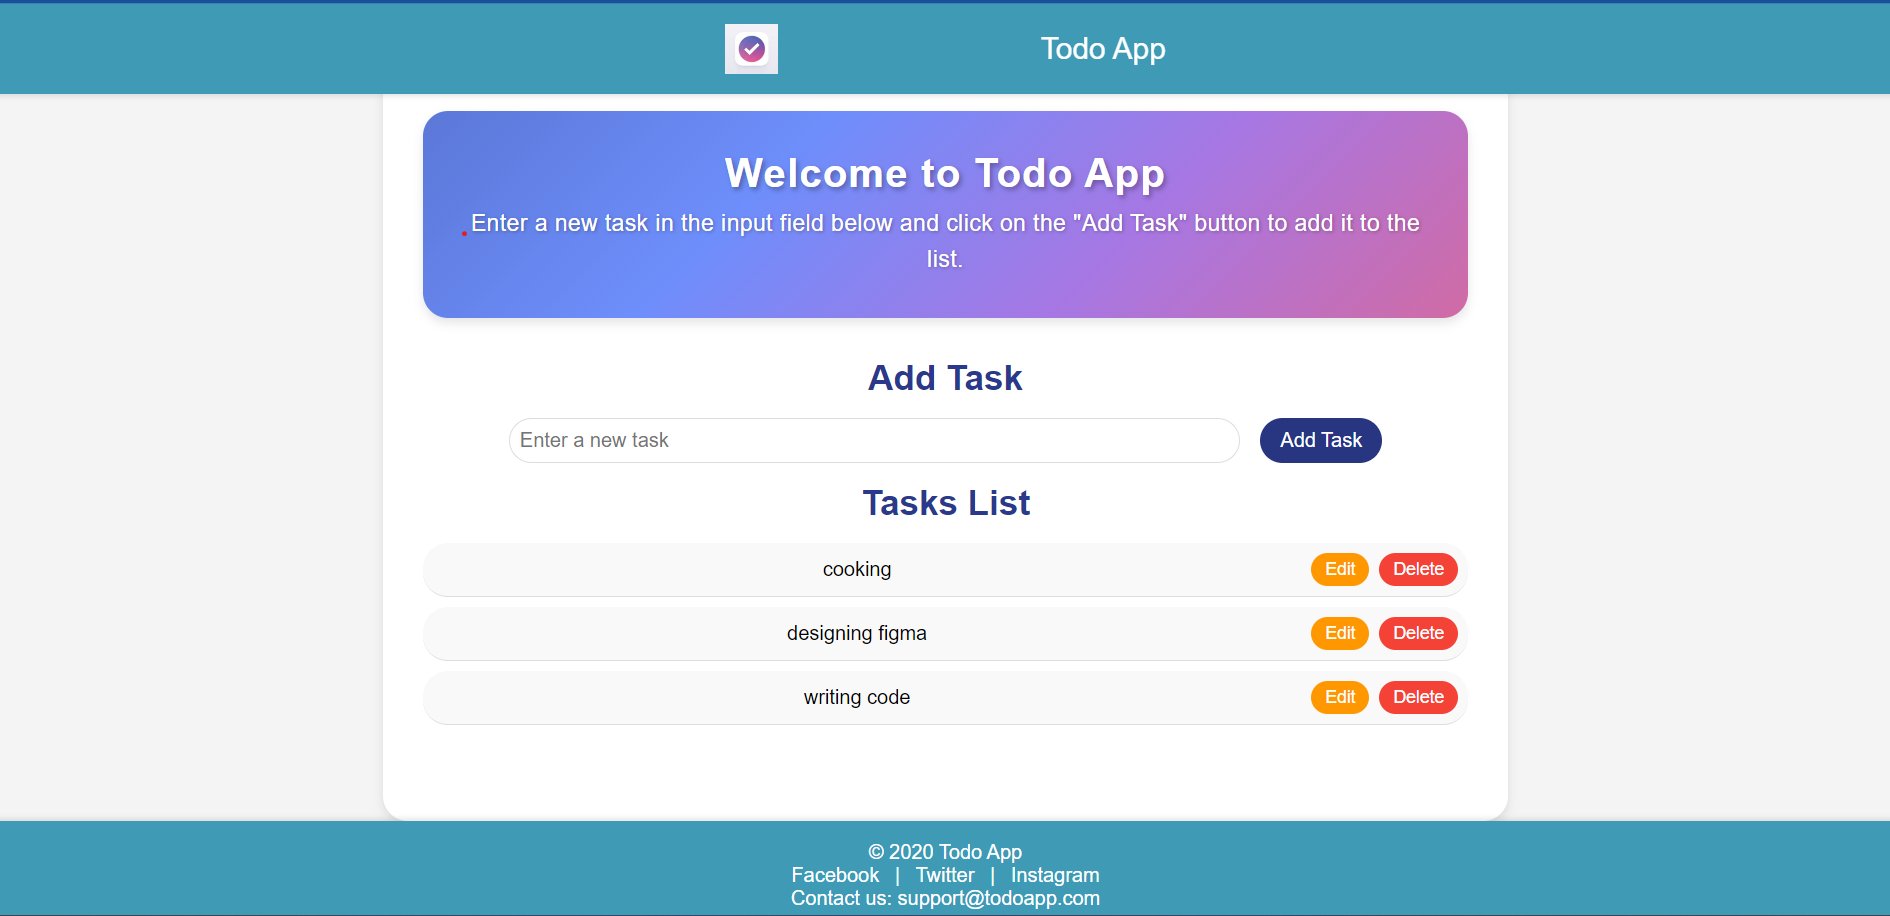 Todo App
Welcome to Todo App
Enter a new task in the input field below and click on the "Add Task" button to add it to the
list.
Add Task
Enter a new task
Add Task
Tasks List
cooking
Edit
Delete
designing figma
Edit
Delete
writing code
Edit
Delete
© 2020 Todo App
Facebook | Twitter | Instagram
Contact us: support@todoapp.com